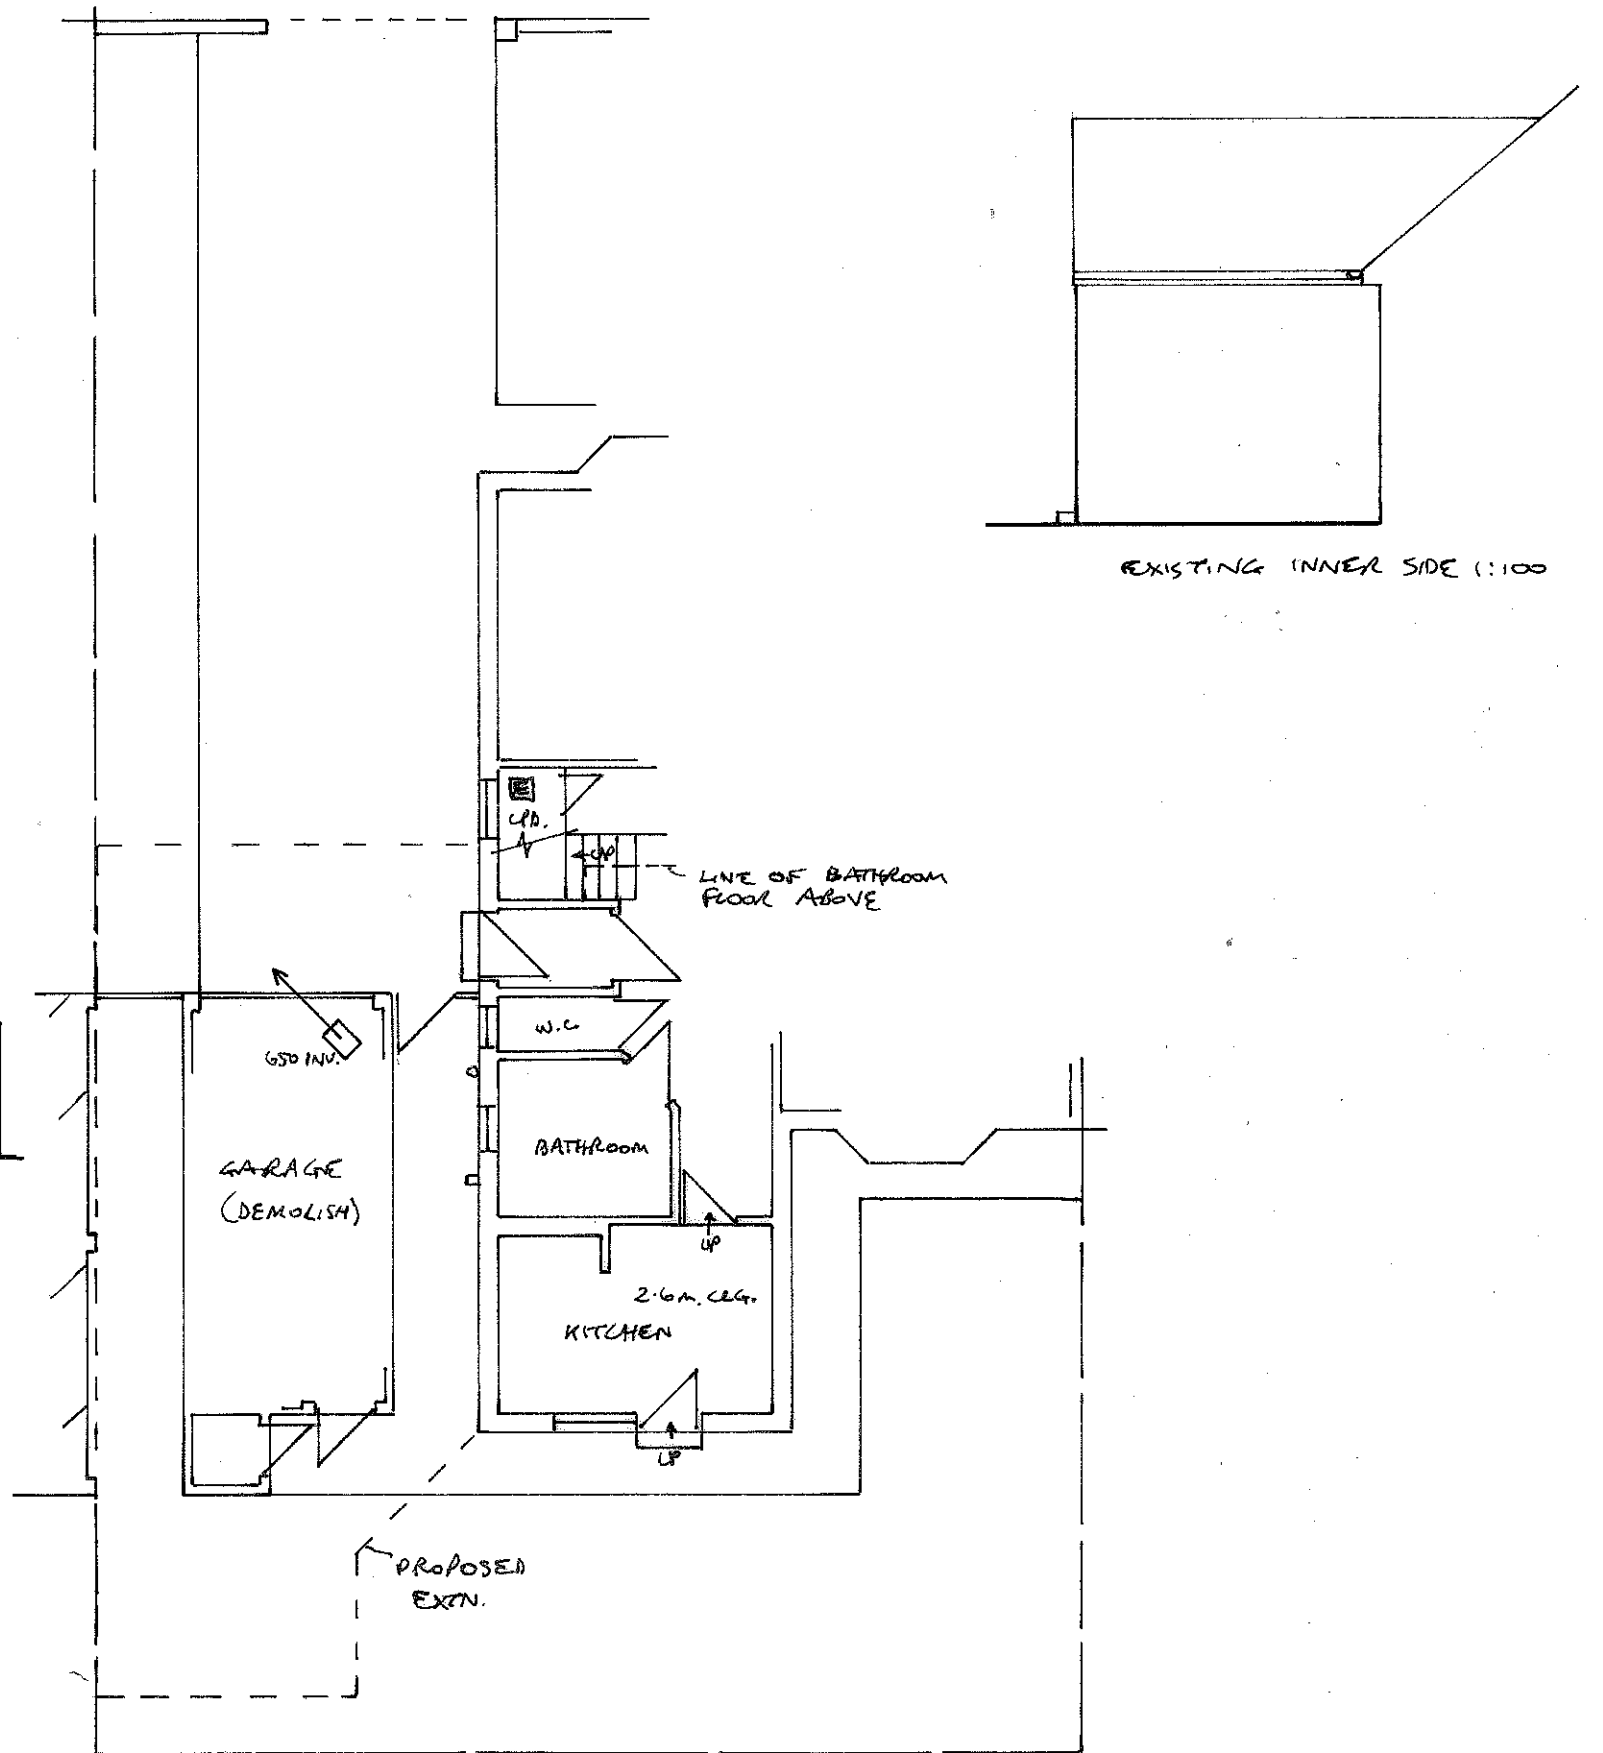 EXISTING INNER SIDE 1:100
CPD.
UP
LINE OF BATHROOM
FLOOR ABOVE
W.C
650 INV.
BATHROOM
GARAGE
(DEMOLISH)
UP
2.6m. CLG.
KITCHEN
UP
PROPOSED
EXTN.